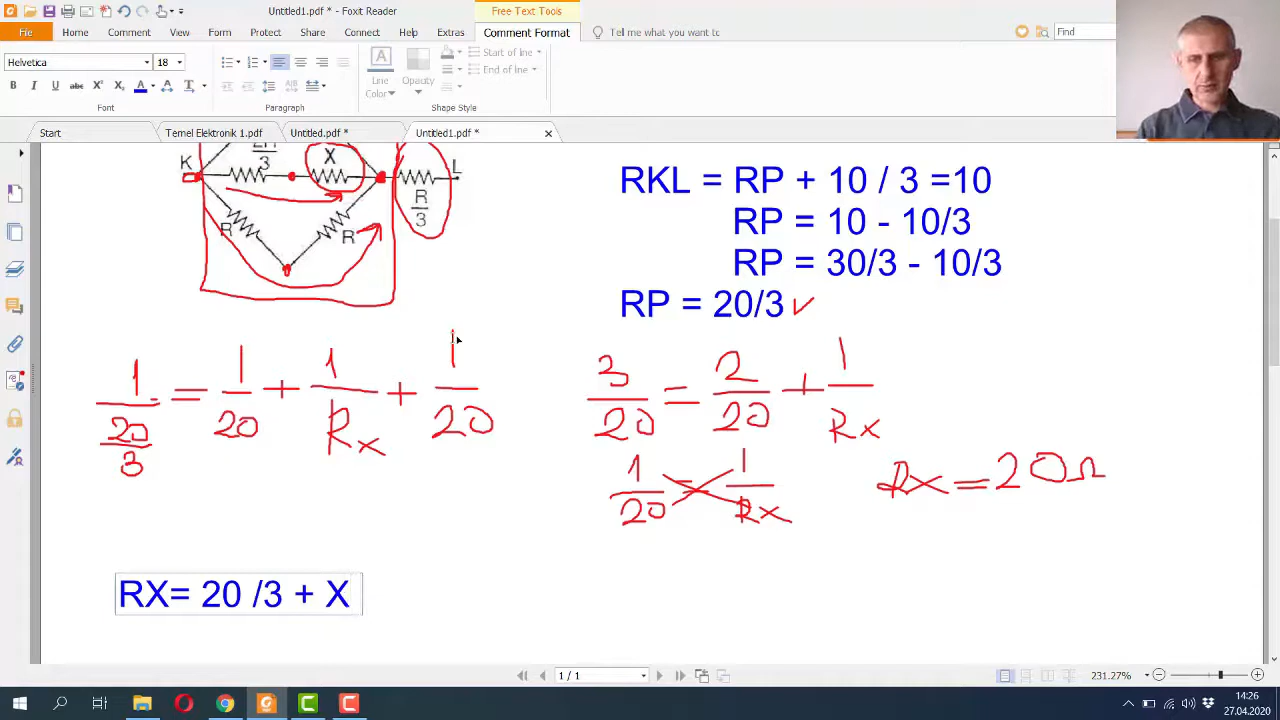 Untitled1.pdf * - Foxit Reader
Free Text Tools
File Home Comment View Form Protect Share Connect Help Extras Comment Format Tell me what you want tc Find
Helvetica 18
B I U A
Font
Paragraph
Line Color
Opacity
Start of line
End of line
Shape Style
Start
Temel Elektronik 1.pdf
Untitled.pdf *
Untitled1.pdf *
K
3
X
L
R
3
R
R
RKL = RP + 10 / 3 =10
RP = 10 - 10/3
RP = 30/3 - 10/3
RP = 20/3 ✓
1/(20/3) = 1/20 + 1/Rx + 1/20
3/20 = 2/20 + 1/Rx
1/20 = 1/Rx
Rx = 20Ω
RX= 20 /3 + X
1 / 1
231.27%
14:26
27.04.2020